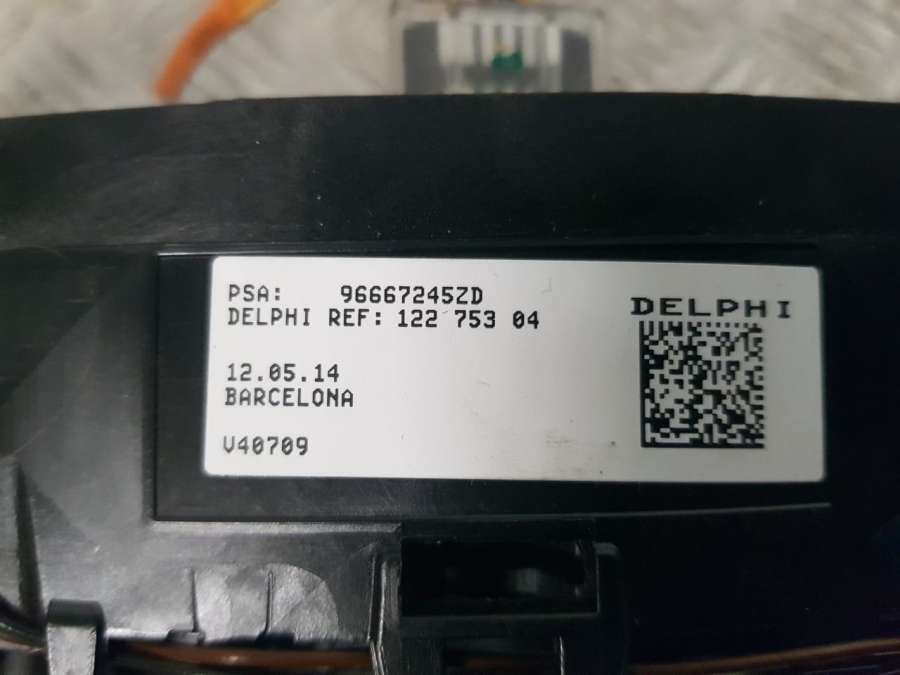 PSA: 96667245ZD
DELPHI REF: 122 753 04
DELPHI
12.05.14
BARCELONA
V40709